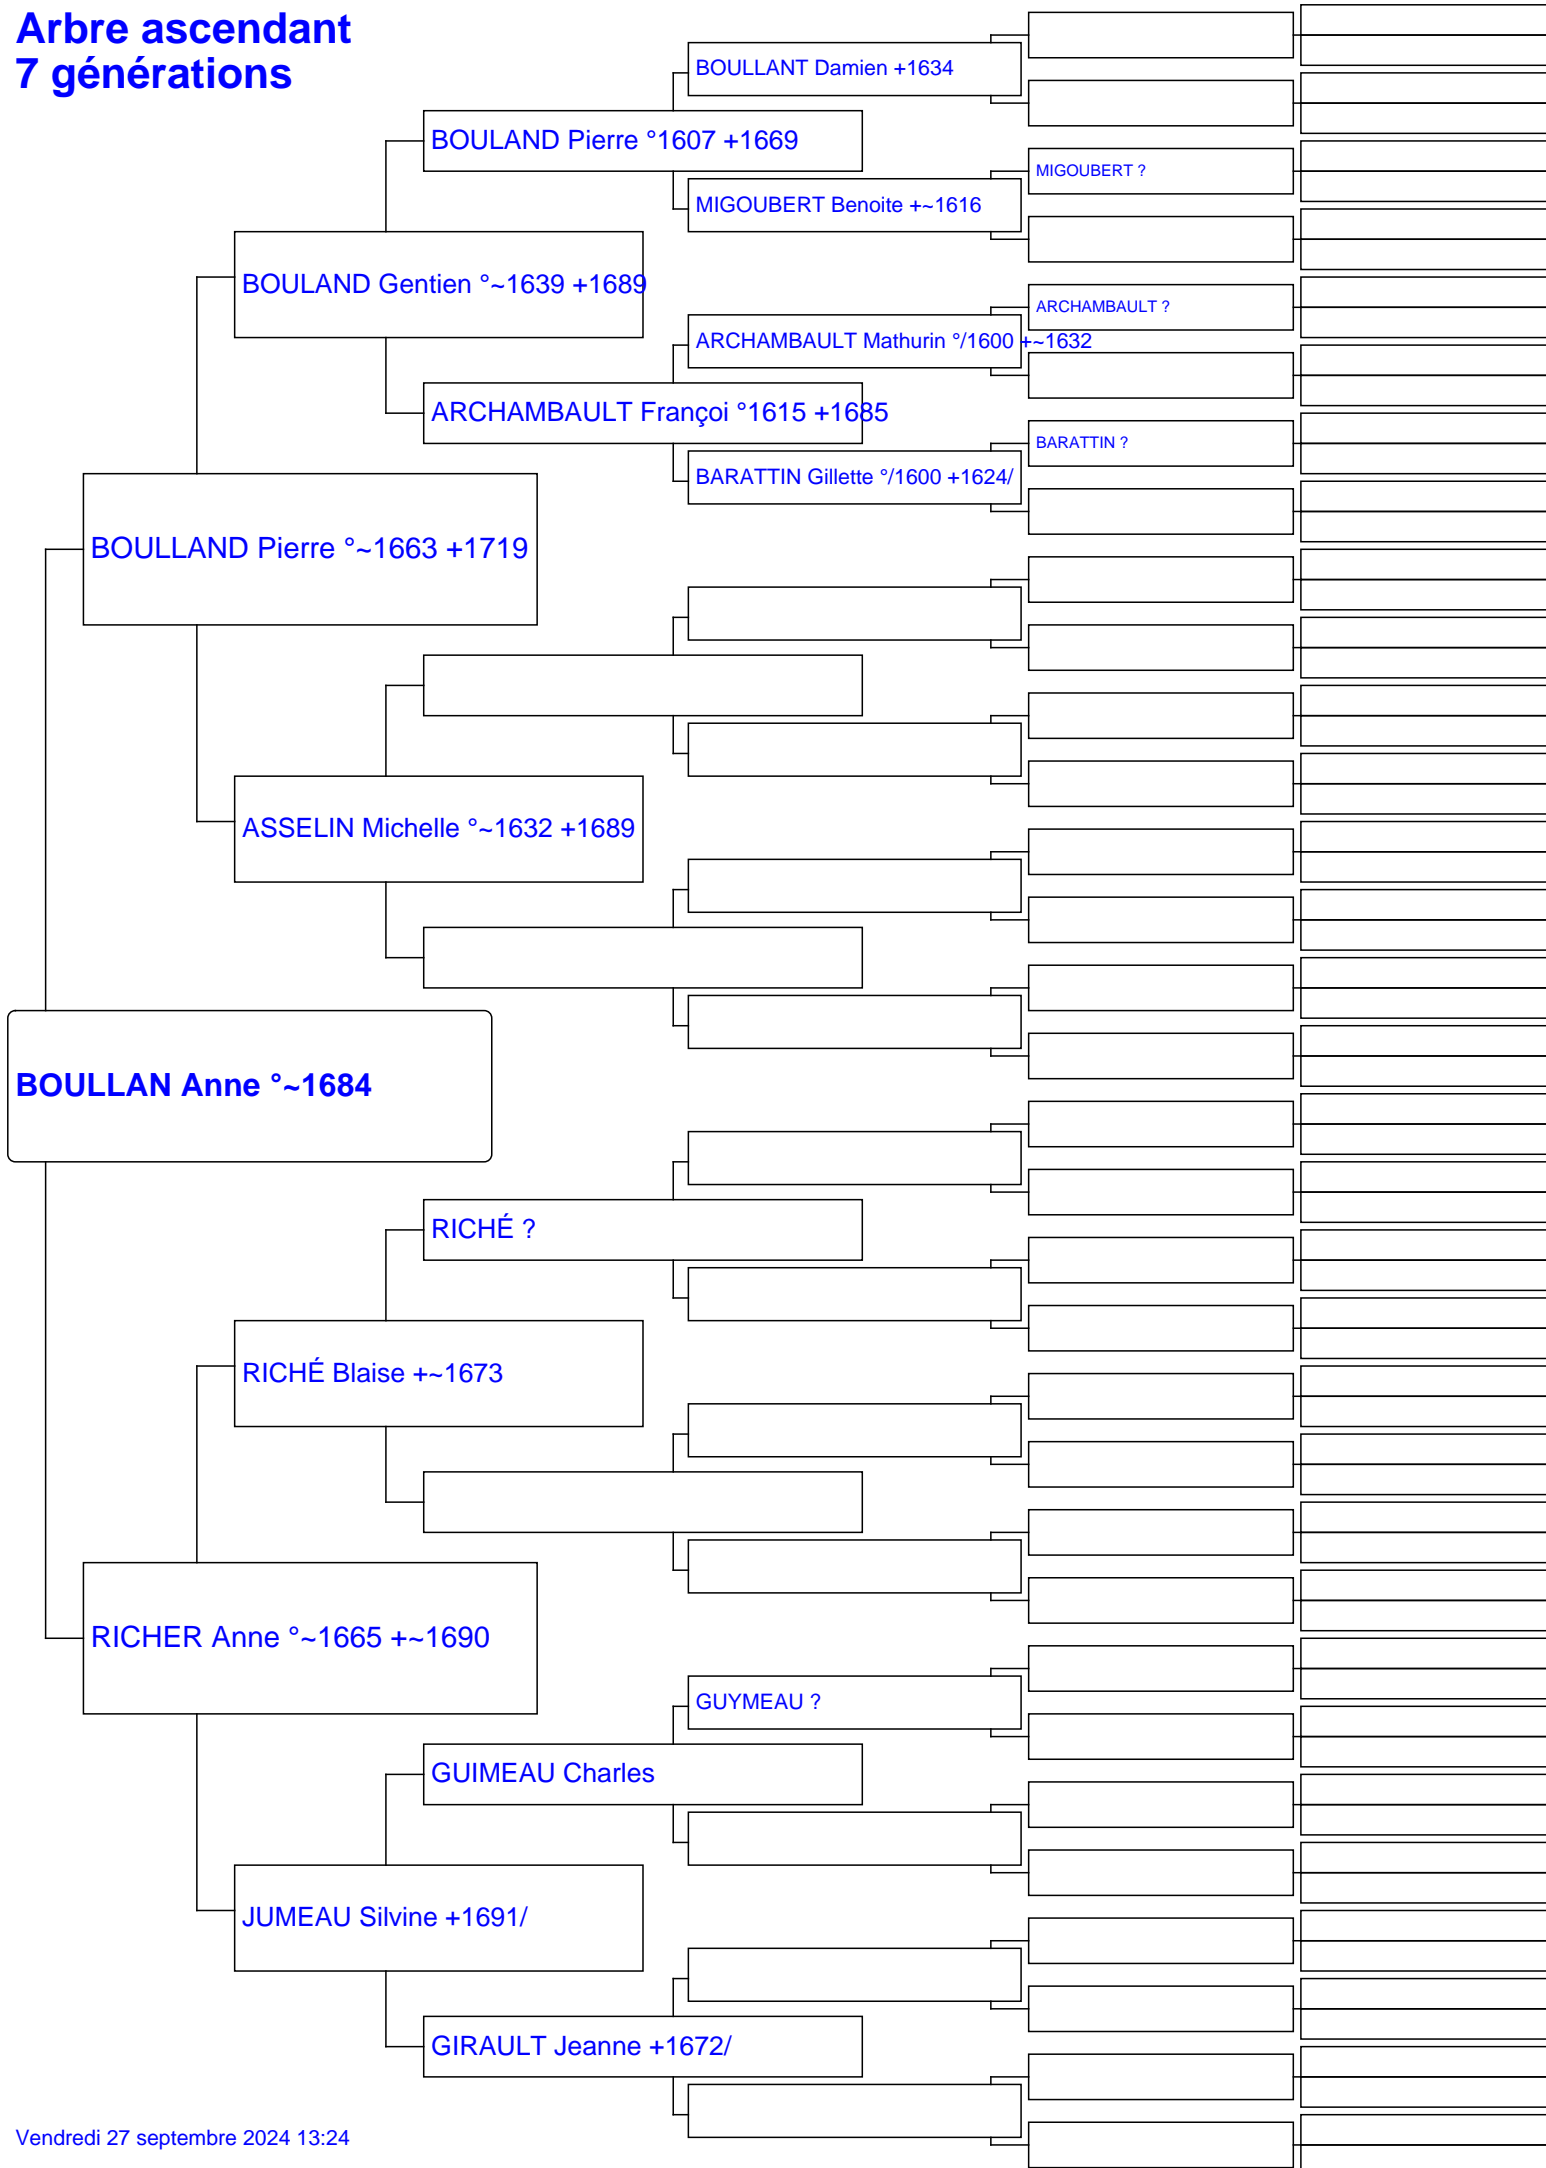 Arbre ascendant
7 générations
BOULLANT Damien +1634
BOULAND Pierre °1607 +1669
MIGOUBERT ?
MIGOUBERT Benoite +~1616
BOULAND Gentien °~1639 +1689
ARCHAMBAULT ?
ARCHAMBAULT Mathurin °/1600 +~1632
ARCHAMBAULT Françoi °1615 +1685
BARATTIN ?
BARATTIN Gillette °/1600 +1624/
BOULLAND Pierre °~1663 +1719
ASSELIN Michelle °~1632 +1689
BOULLAN Anne °~1684
RICHÉ ?
RICHÉ Blaise +~1673
RICHER Anne °~1665 +~1690
GUYMEAU ?
GUIMEAU Charles
JUMEAU Silvine +1691/
GIRAULT Jeanne +1672/
Vendredi 27 septembre 2024 13:24